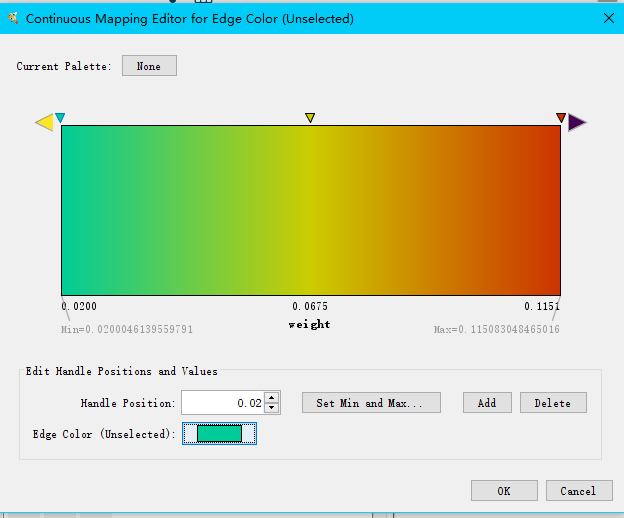 Continuous Mapping Editor for Edge Color (Unselected)
Current Palette: None
0.0200 0.0675 0.1151
Min=0.0200046139559791 weight Max=0.115083048465016
Edit Handle Positions and Values
Handle Position: 0.02 Set Min and Max... Add Delete
Edge Color (Unselected):
OK Cancel